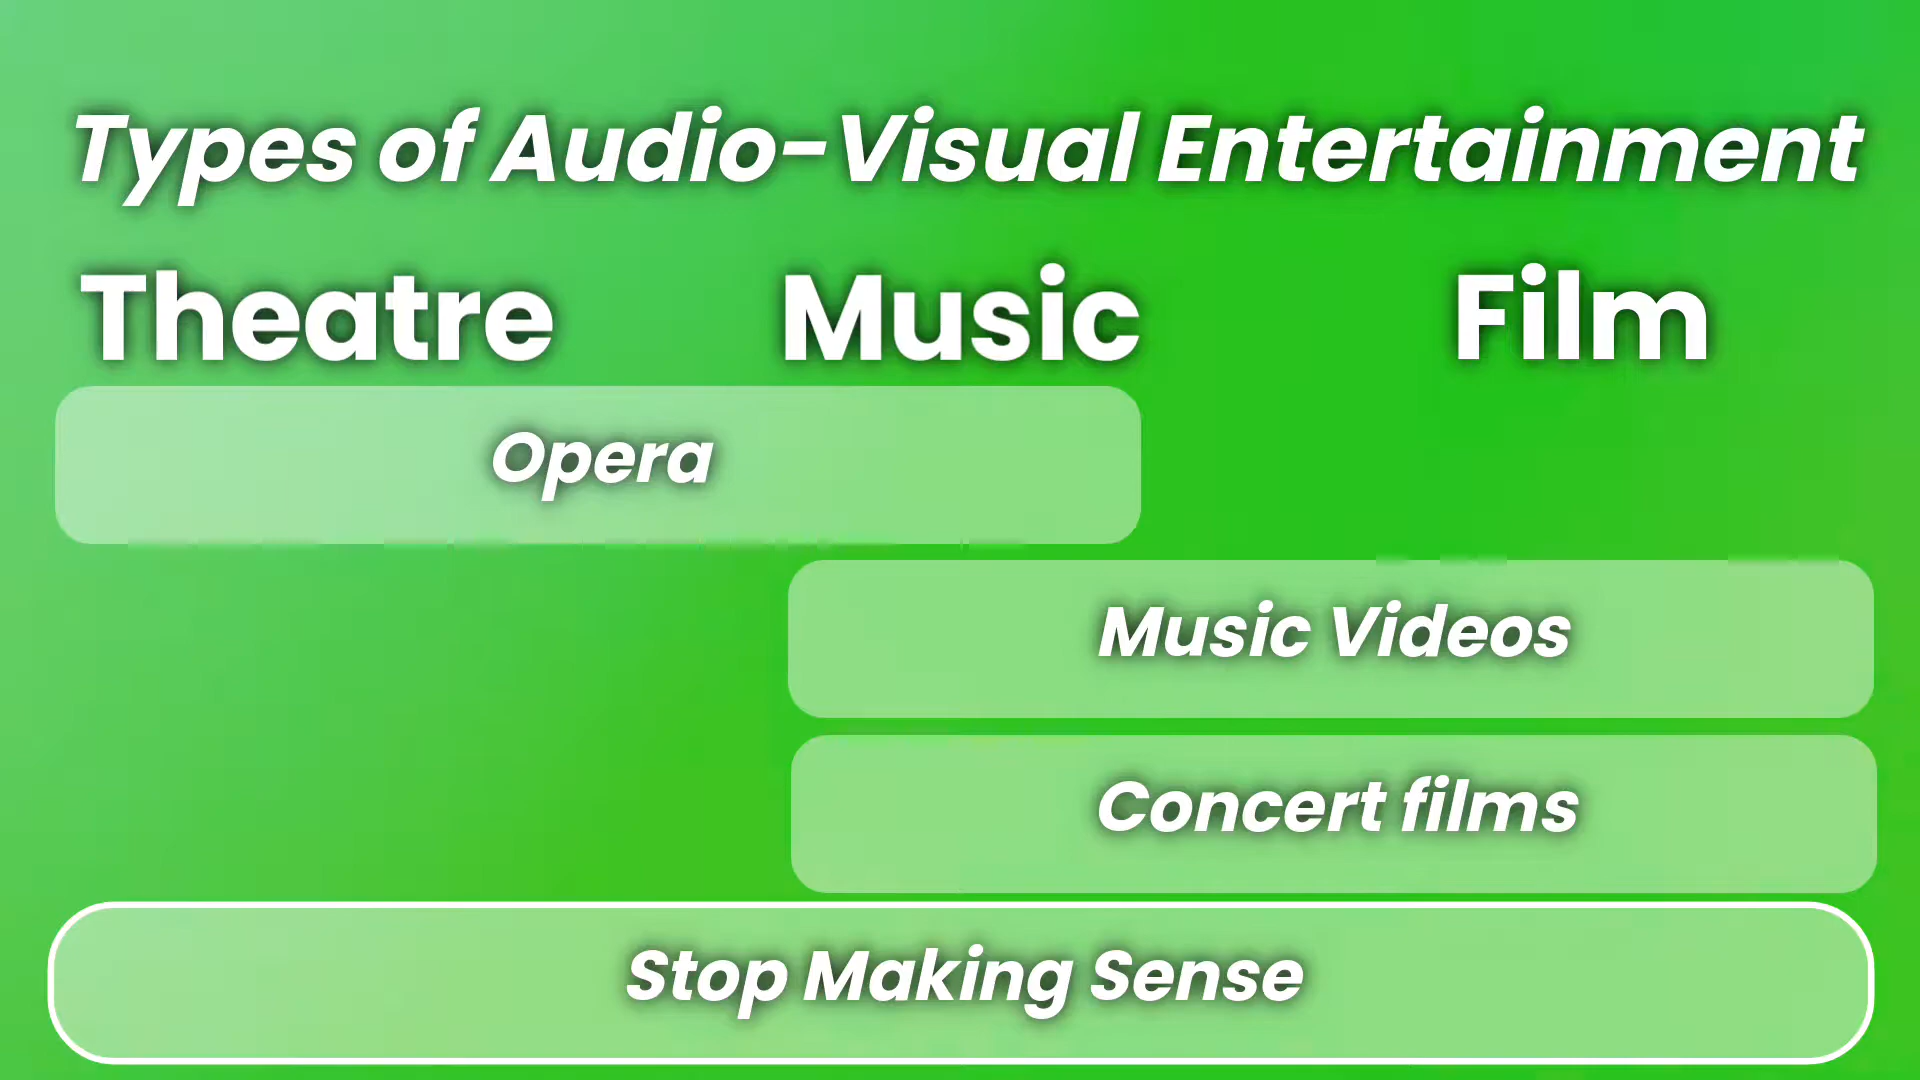 Types of Audio-Visual Entertainment
Theatre Music Film
Opera
Music Videos
Concert films
Stop Making Sense